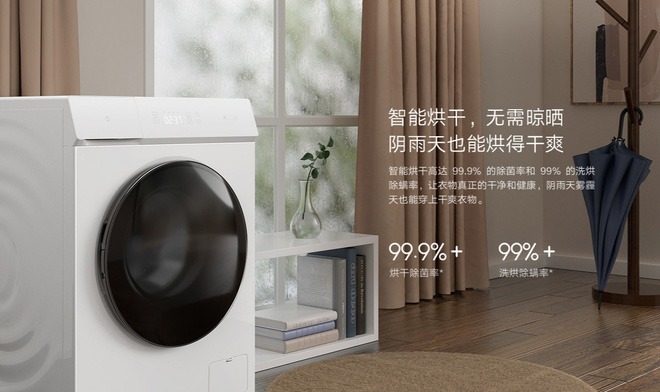 智能烘干，无需晾晒
阴雨天也能烘得干爽
智能烘干高达 99.9% 的除菌率和 99% 的洗烘
除螨率，让衣物真正的干净和健康，阴雨天雾霾
天也能穿上干爽衣物。
99.9%+ 99%+
烘干除菌率* 洗烘除螨率*